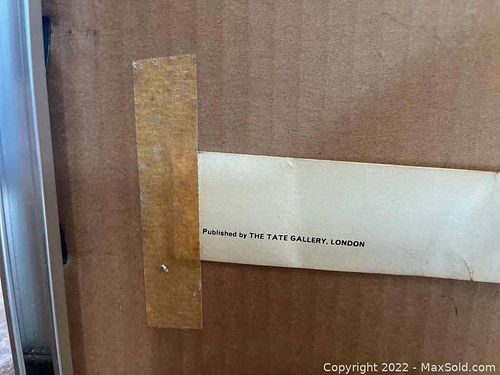 Published by THE TATE GALLERY, LONDON
Copyright © 2022 - MaxSold.com